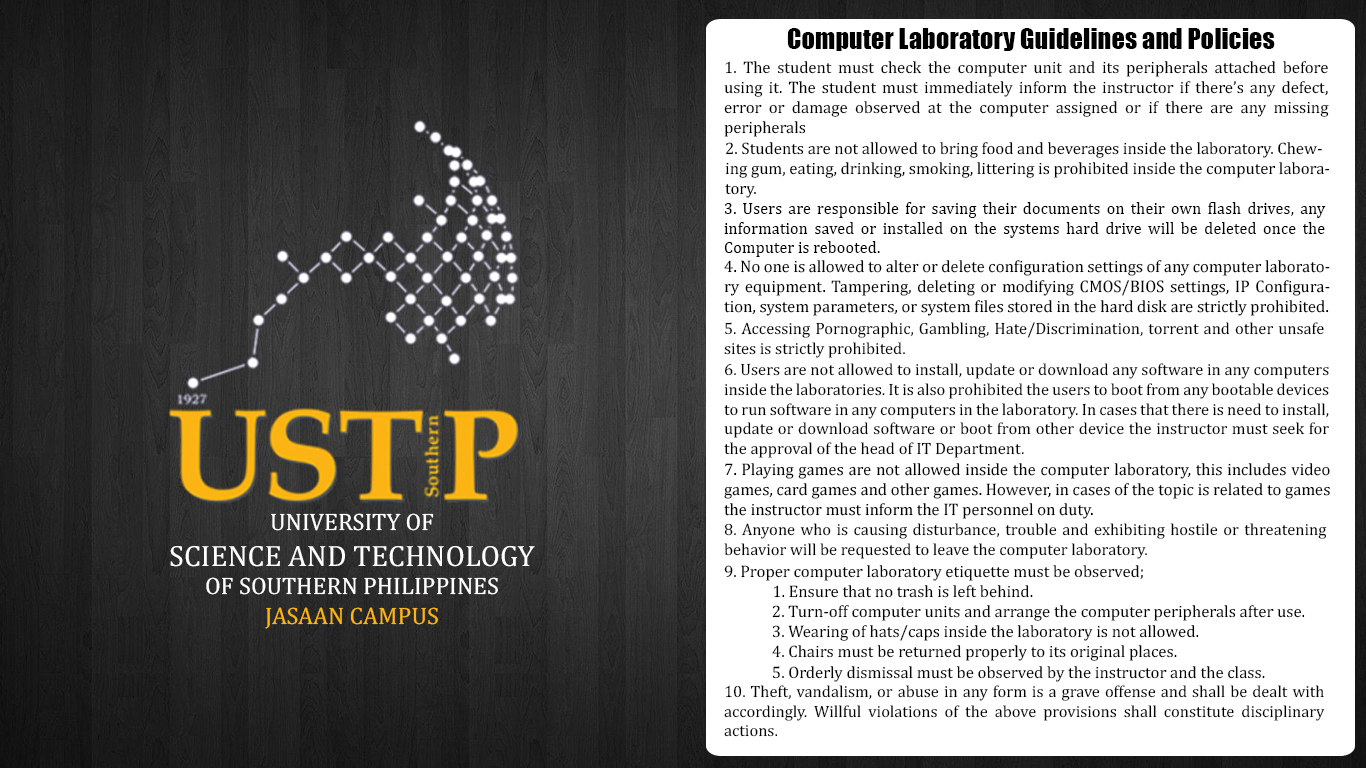 1927
USTP
Southern
UNIVERSITY OF
SCIENCE AND TECHNOLOGY
OF SOUTHERN PHILIPPINES
JASAAN CAMPUS
Computer Laboratory Guidelines and Policies
1. The student must check the computer unit and its peripherals attached before
using it. The student must immediately inform the instructor if there's any defect,
error or damage observed at the computer assigned or if there are any missing
peripherals
2. Students are not allowed to bring food and beverages inside the laboratory. Chew-
ing gum, eating, drinking, smoking, littering is prohibited inside the computer labora-
tory.
3. Users are responsible for saving their documents on their own flash drives, any
information saved or installed on the systems hard drive will be deleted once the
Computer is rebooted.
4. No one is allowed to alter or delete configuration settings of any computer laborato-
ry equipment. Tampering, deleting or modifying CMOS/BIOS settings, IP Configura-
tion, system parameters, or system files stored in the hard disk are strictly prohibited.
5. Accessing Pornographic, Gambling, Hate/Discrimination, torrent and other unsafe
sites is strictly prohibited.
6. Users are not allowed to install, update or download any software in any computers
inside the laboratories. It is also prohibited the users to boot from any bootable devices
to run software in any computers in the laboratory. In cases that there is need to install,
update or download software or boot from other device the instructor must seek for
the approval of the head of IT Department.
7. Playing games are not allowed inside the computer laboratory, this includes video
games, card games and other games. However, in cases of the topic is related to games
the instructor must inform the IT personnel on duty.
8. Anyone who is causing disturbance, trouble and exhibiting hostile or threatening
behavior will be requested to leave the computer laboratory.
9. Proper computer laboratory etiquette must be observed;
1. Ensure that no trash is left behind.
2. Turn-off computer units and arrange the computer peripherals after use.
3. Wearing of hats/caps inside the laboratory is not allowed.
4. Chairs must be returned properly to its original places.
5. Orderly dismissal must be observed by the instructor and the class.
10. Theft, vandalism, or abuse in any form is a grave offense and shall be dealt with
accordingly. Willful violations of the above provisions shall constitute disciplinary
actions.